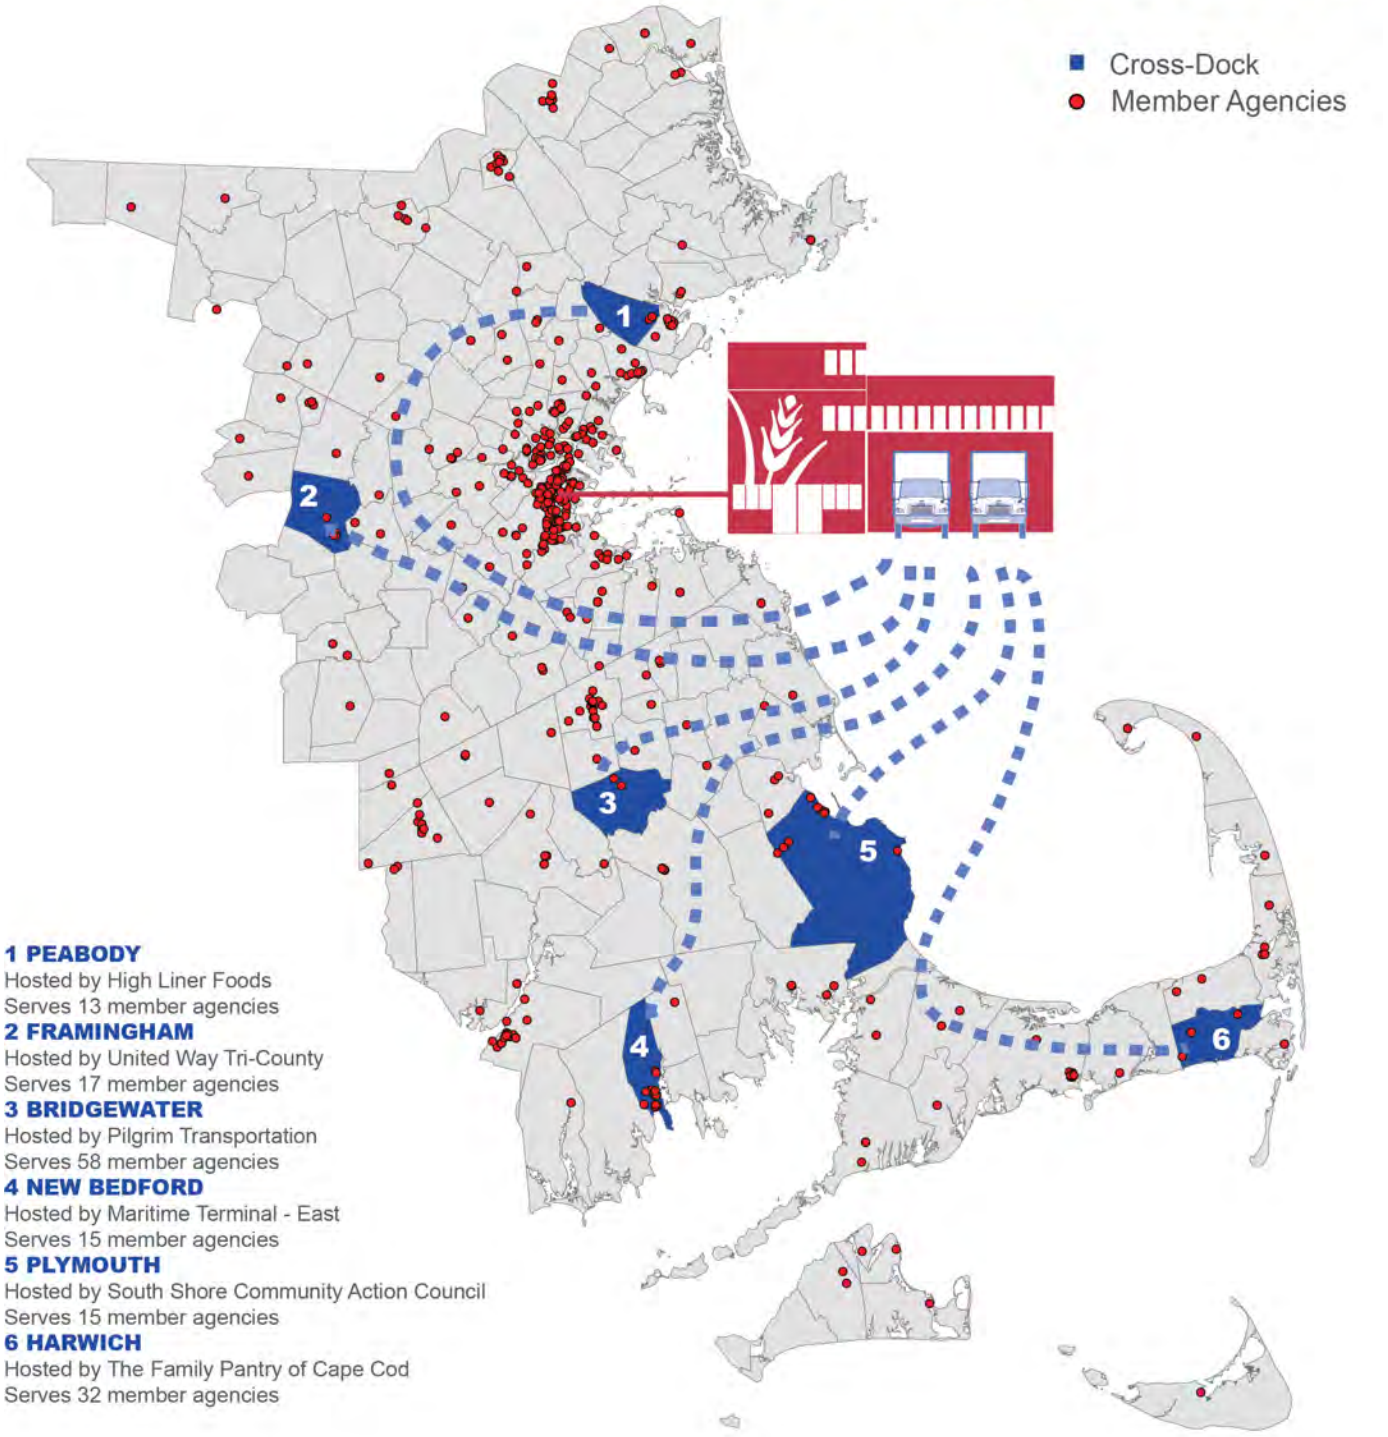 Cross-Dock
Member Agencies
1
2
3
5
4
6
1 PEABODY
Hosted by High Liner Foods
Serves 13 member agencies
2 FRAMINGHAM
Hosted by United Way Tri-County
Serves 17 member agencies
3 BRIDGEWATER
Hosted by Pilgrim Transportation
Serves 58 member agencies
4 NEW BEDFORD
Hosted by Maritime Terminal - East
Serves 15 member agencies
5 PLYMOUTH
Hosted by South Shore Community Action Council
Serves 15 member agencies
6 HARWICH
Hosted by The Family Pantry of Cape Cod
Serves 32 member agencies